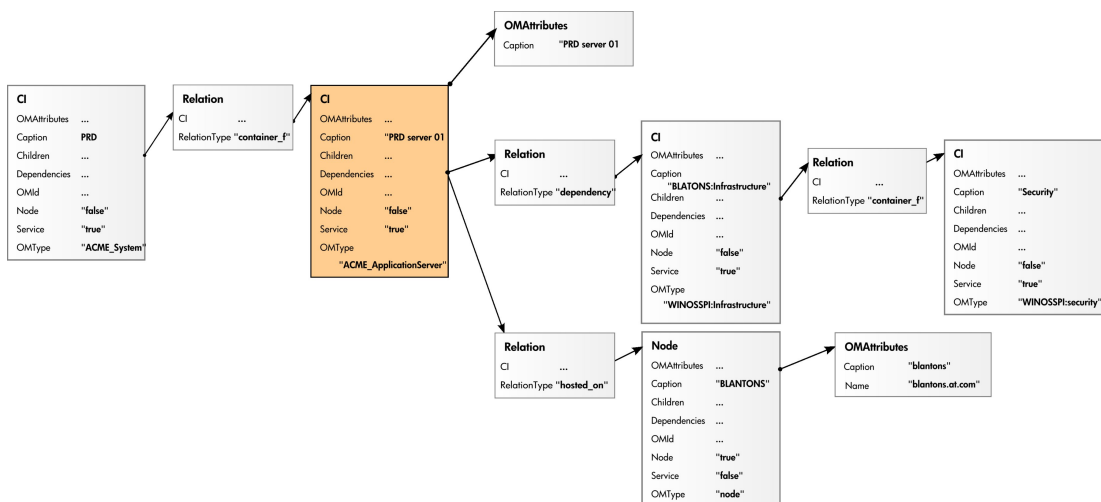 OMAttributes
Caption "PRD server 01
CI
OMAttributes ...
Caption PRD
Children ...
Dependencies ...
OMId ...
Node "false"
Service "true"
OMType "ACME_System"
Relation
CI ...
RelationType "container_f"
CI
OMAttributes ...
Caption "PRD server 01
Children ...
Dependencies ...
OMId ...
Node "false"
Service "true"
OMType
"ACME_ApplicationServer"
Relation
CI ...
RelationType "dependency"
CI
OMAttributes ...
Caption
"BLATONS:Infrastructure"
Children ...
Dependencies ...
OMId ...
Node "false"
Service "true"
OMType
"WINOSSPI:Infrastructure"
Relation
CI ...
RelationType "container_f"
CI
OMAttributes ...
Caption "Security"
Children ...
Dependencies ...
OMId ...
Node "false"
Service "true"
OMType "WINOSSPI:security"
Relation
CI ...
RelationType "hosted_on"
Node
OMAttributes ...
Caption "BLANTONS"
Children ...
Dependencies ...
OMId ...
Node "true"
Service "false"
OMType "node"
OMAttributes
Caption "blantons"
Name "blantons.at.com"